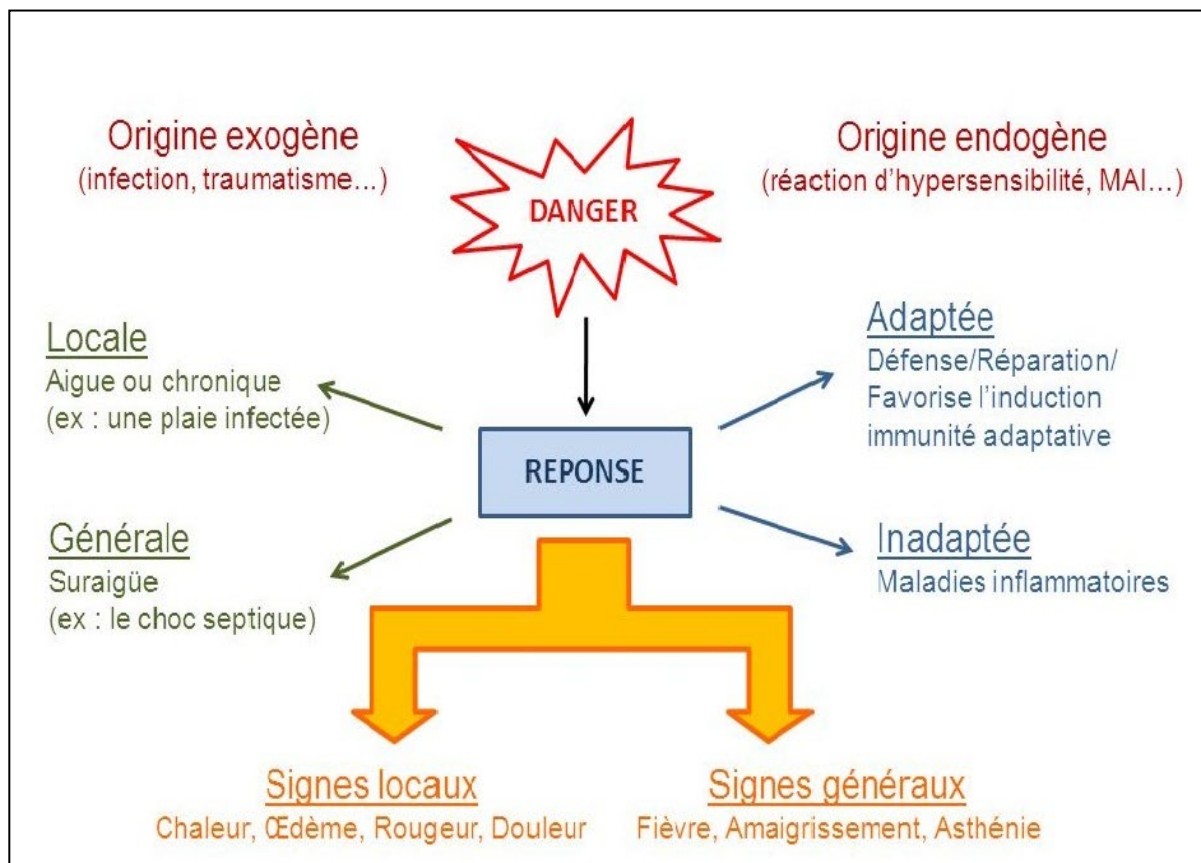 Origine exogène
(infection, traumatisme...)
DANGER
Origine endogène
(réaction d'hypersensibilité, MAI...)
Locale
Aigue ou chronique
(ex : une plaie infectée)
Adaptée
Défense/Réparation/
Favorise l'induction
immunité adaptative
REPONSE
Générale
Suraigüe
(ex : le choc septique)
Inadaptée
Maladies inflammatoires
Signes locaux
Chaleur, Œdème, Rougeur, Douleur
Signes généraux
Fièvre, Amaigrissement, Asthénie